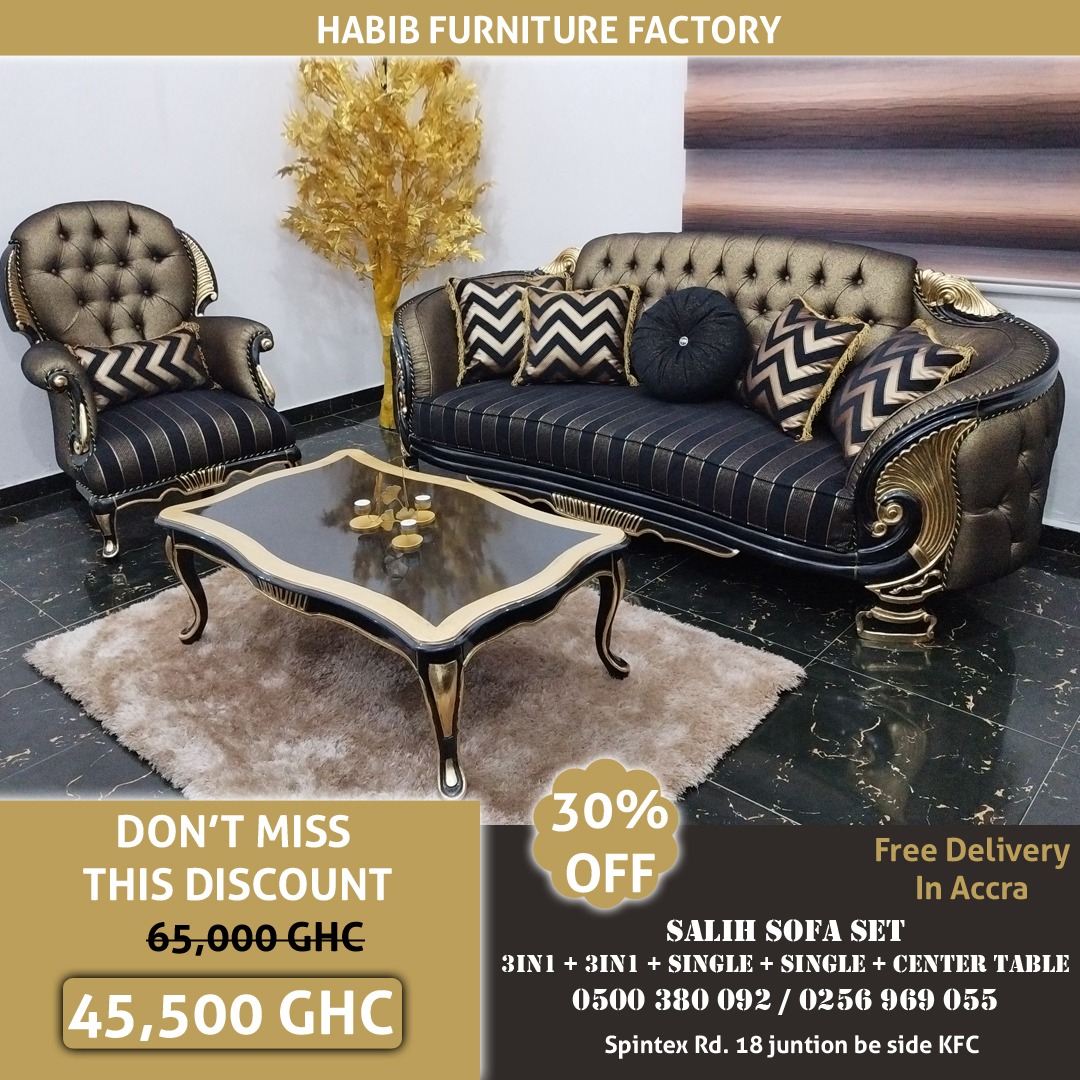 HABIB FURNITURE FACTORY
DON'T MISS
THIS DISCOUNT
65,000 GHC
45,500 GHC
30%
OFF
Free Delivery
In Accra
SALIH SOFA SET
3IN1 + 3IN1 + SINGLE + SINGLE + CENTER TABLE
0500 380 092 / 0256 969 055
Spintex Rd. 18 juntion be side KFC